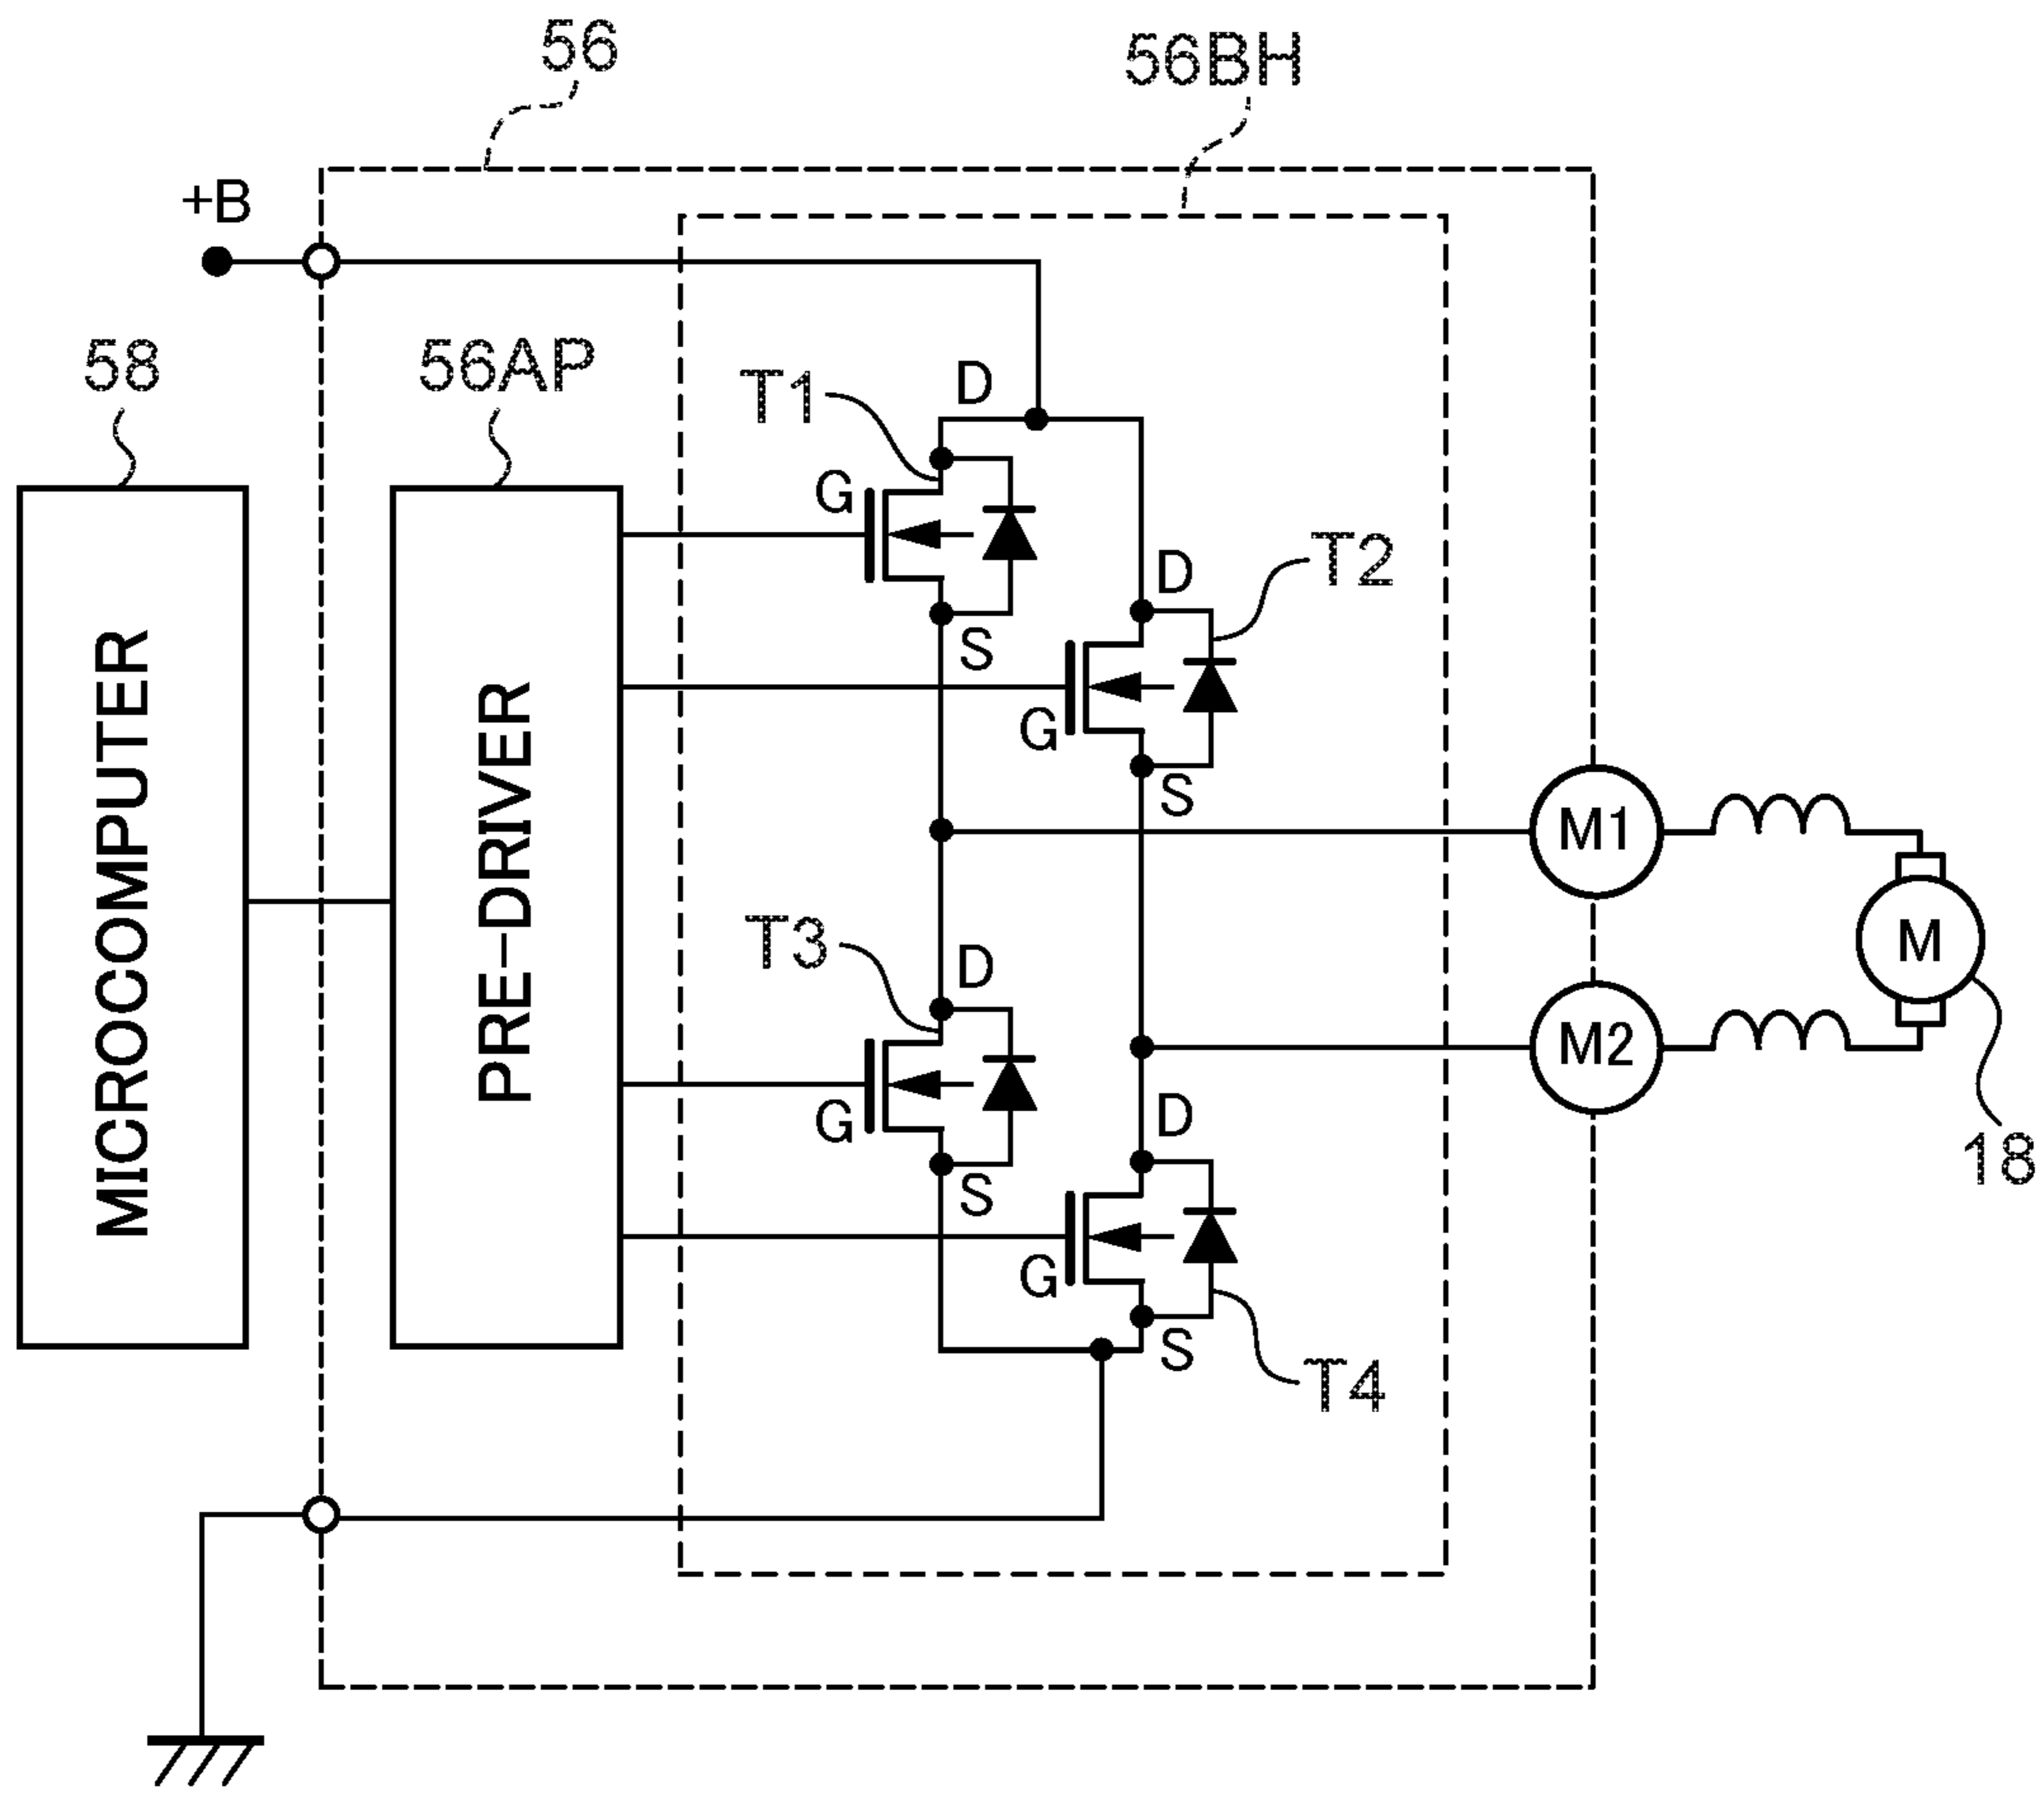 56
56BH
+B
58
56AP
T1
D
G
S
T2
D
G
S
MICROCOMPUTER
PRE-DRIVER
M1
M
M2
18
T3
D
G
S
D
G
S
T4